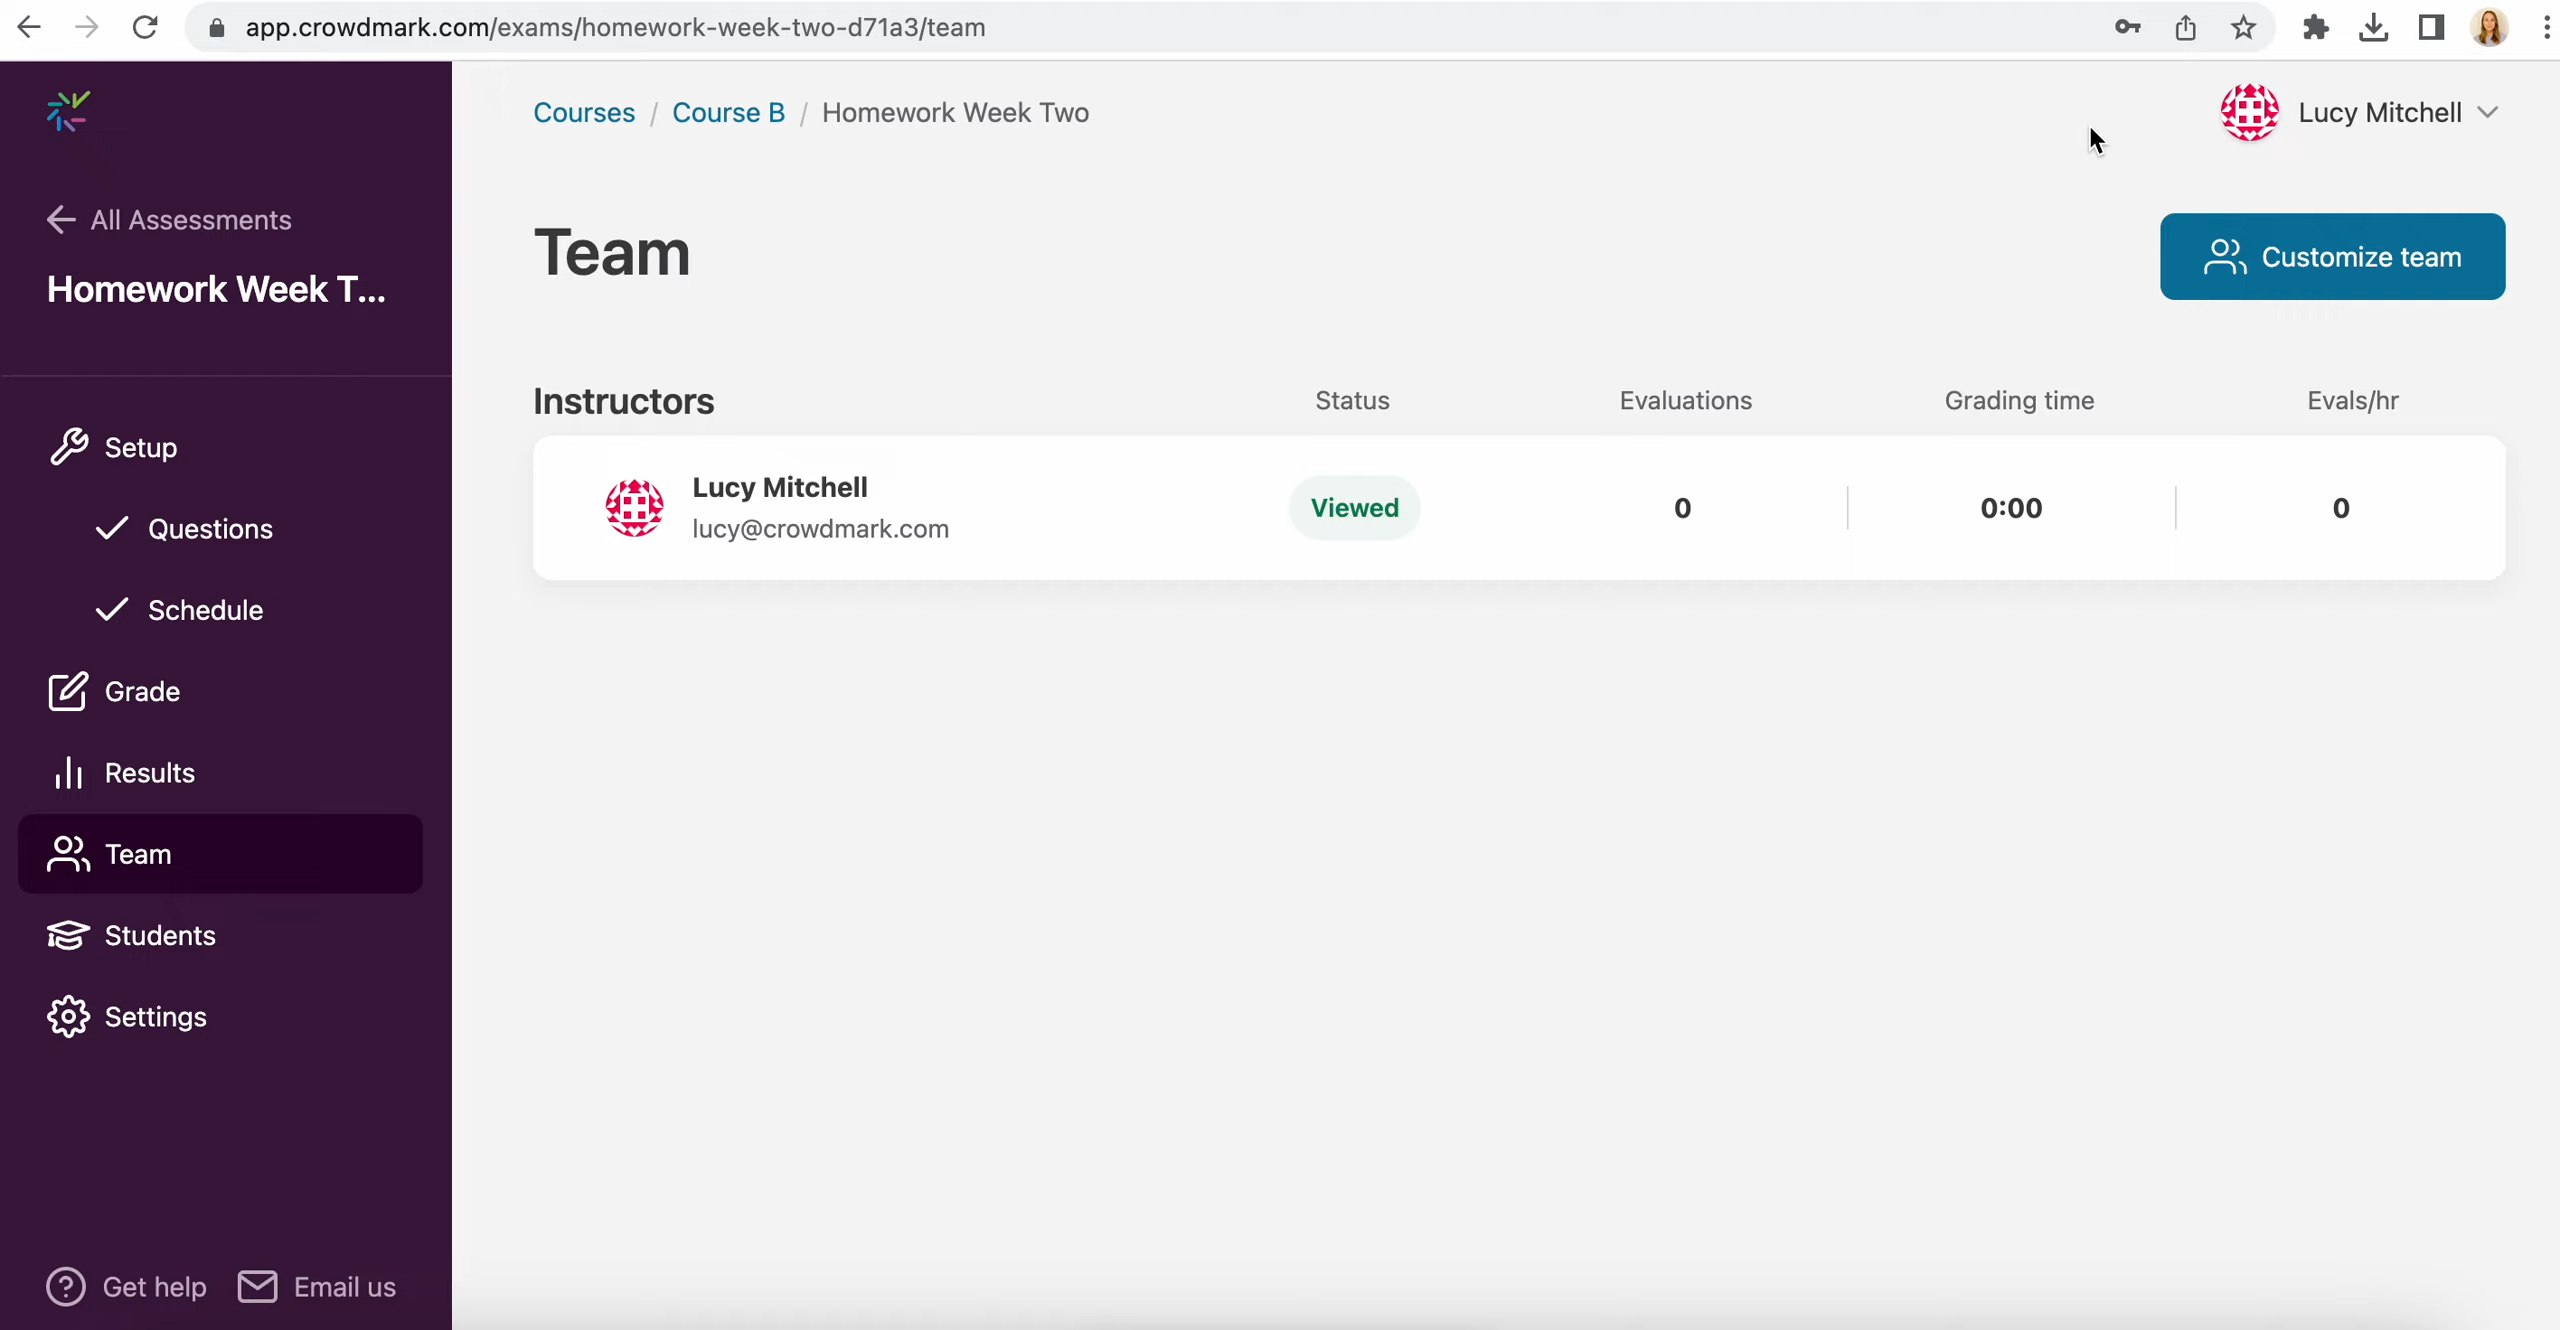 app.crowdmark.com/exams/homework-week-two-d71a3/team
Courses / Course B / Homework Week Two
Lucy Mitchell
All Assessments
Homework Week T...
Team
Customize team
Instructors Status Evaluations Grading time Evals/hr
Lucy Mitchell
lucy@crowdmark.com
Viewed 0 0:00 0
Setup
Questions
Schedule
Grade
Results
Team
Students
Settings
Get help Email us